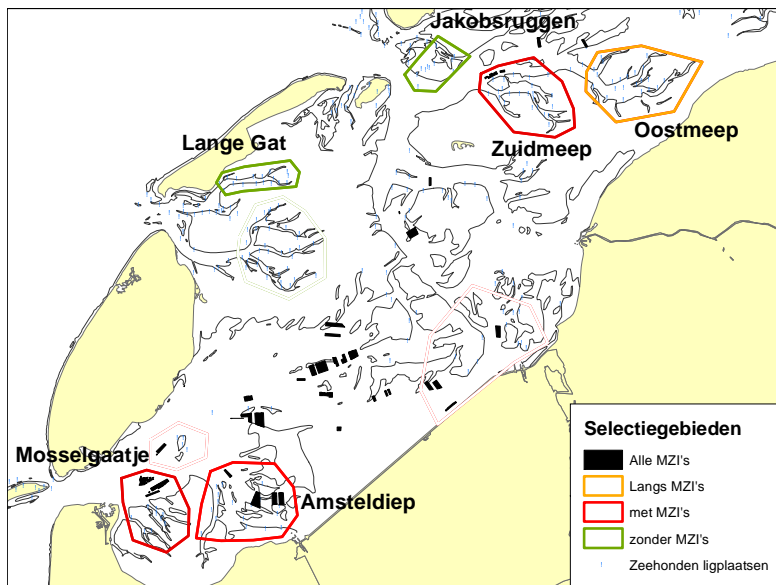 Jakobsruggen
Lange Gat
Zuidmeep
Oostmeep
Mosselgaatje
Amsteldiep
Selectiegebieden
Alle MZI's
Langs MZI's
met MZI's
zonder MZI's
Zeehonden ligplaatsen